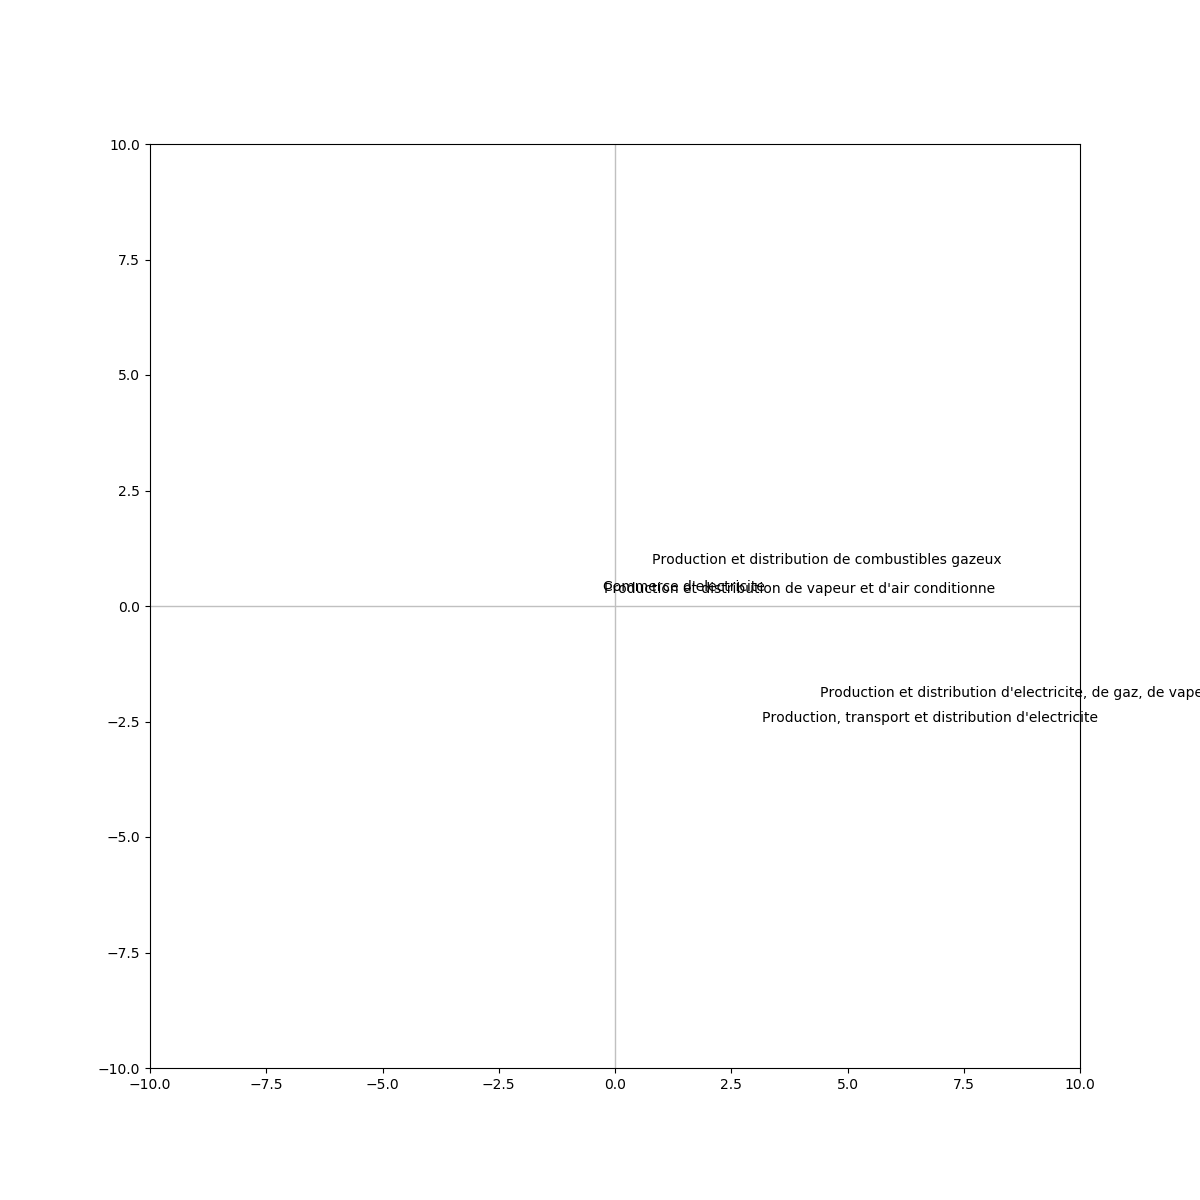 10.0
7.5
5.0
2.5
Production et distribution de combustibles gazeux
Commerce d'electricite
Production et distribution de vapeur et d'air conditionne
0.0
Production et distribution d'electricite, de gaz, de vape
Production, transport et distribution d'electricite
−2.5
−5.0
−7.5
−10.0
−10.0 −7.5 −5.0 −2.5 0.0 2.5 5.0 7.5 10.0